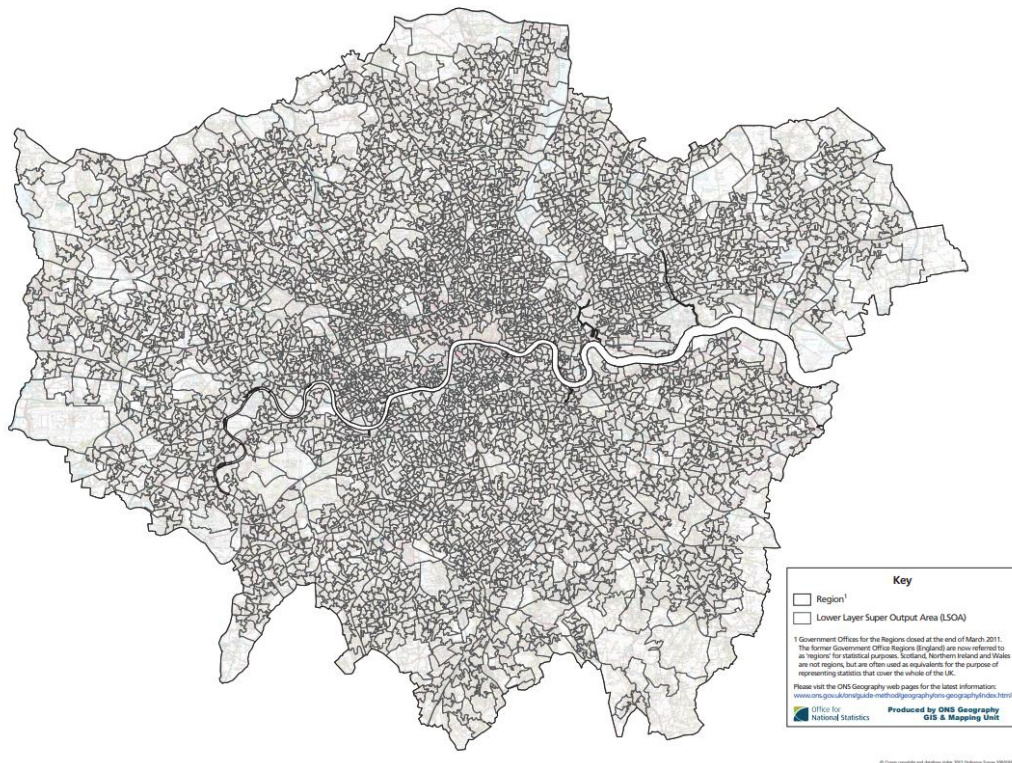 Key
Region¹
Lower Layer Super Output Area (LSOA)
1 Government Offices for the Regions closed at the end of March 2011.
The former Government Office Regions (England) are now referred to
as 'regions' for statistical purposes. Scotland, Northern Ireland and Wales
are not regions, but are often used as equivalents for the purpose of
representing statistics that cover the whole of the UK.
Please visit the ONS Geography web pages for the latest information:
www.ons.gov.uk/ons/guide-method/geography/ons-geography/index.html
Office for
National Statistics
Produced by ONS Geography
GIS & Mapping Unit